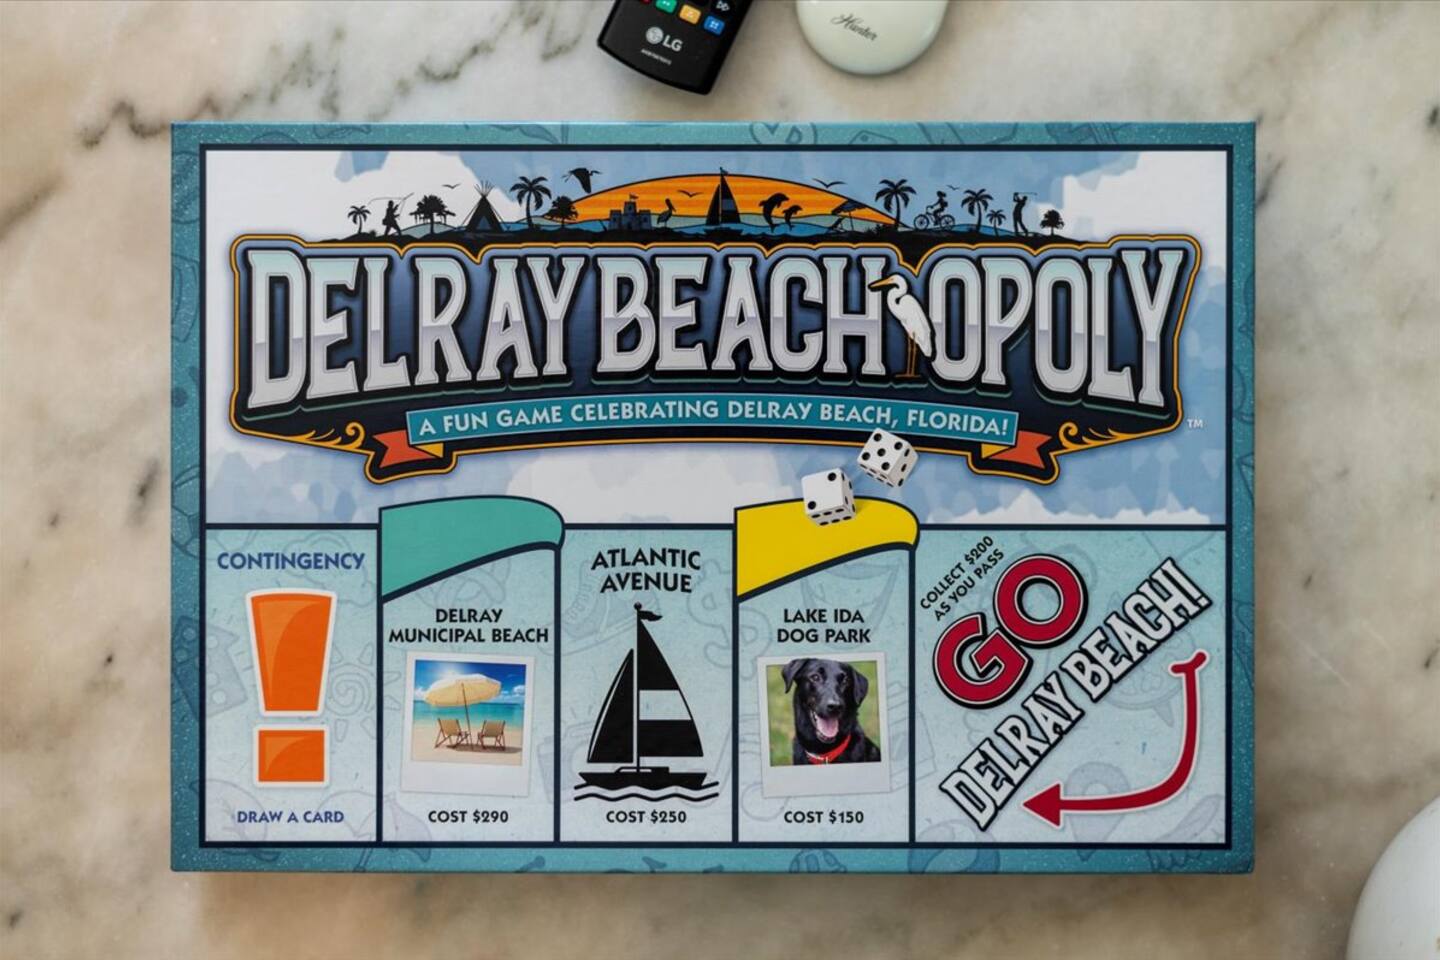 LG
Hunter
DELRAY BEACH OPOLY
A FUN GAME CELEBRATING DELRAY BEACH, FLORIDA!
TM
CONTINGENCY
DRAW A CARD
DELRAY
MUNICIPAL BEACH
COST $290
ATLANTIC
AVENUE
COST $250
LAKE IDA
DOG PARK
COST $150
COLLECT $200
AS YOU PASS
GO
DELRAY BEACH!